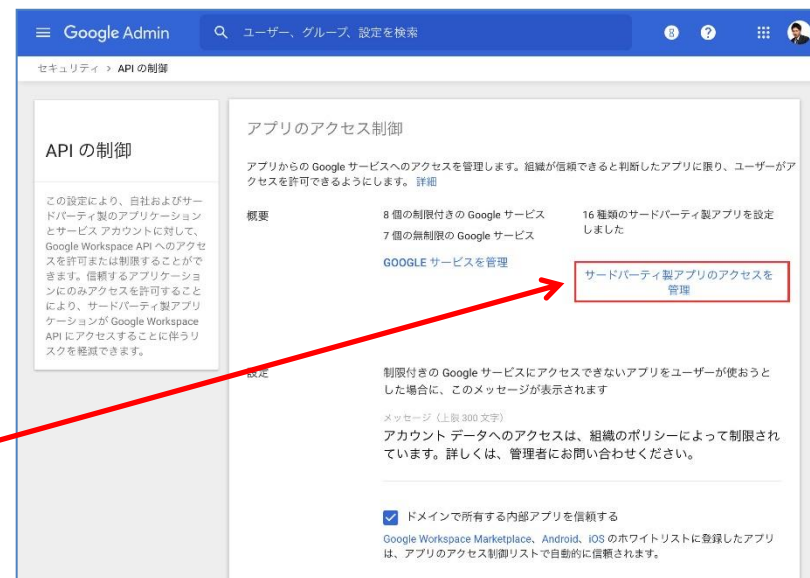 Google Admin
ユーザー、グループ、設定を検索
8
?
セキュリティ > API の制御
API の制御
この設定により、自社およびサー
ドパーティ製のアプリケーション
とサービス アカウントに対して、
Google Workspace API へのアクセ
スを許可または制限することがで
きます。信頼するアプリケーショ
ンにのみアクセスを許可すること
により、サードパーティ製アプリ
ケーションが Google Workspace
API にアクセスすることに伴うリ
スクを軽減できます。
アプリのアクセス制御
アプリからの Google サービスへのアクセスを管理します。組織が信頼できると判断したアプリに限り、ユーザーがア
クセスを許可できるようにします。 詳細
概要
8 個の制限付きの Google サービス
7 個の無制限の Google サービス
GOOGLE サービスを管理
16 種類のサードパーティ製アプリを設定
しました
サードパーティ製アプリのアクセスを
管理
設定
制限付きの Google サービスにアクセスできないアプリをユーザーが使おうと
した場合に、このメッセージが表示されます
メッセージ（上限 300 文字）
アカウント データへのアクセスは、組織のポリシーによって制限され
ています。詳しくは、管理者にお問い合わせください。
ドメインで所有する内部アプリを信頼する
Google Workspace Marketplace、Android、iOS のホワイトリストに登録したアプリ
は、アプリのアクセス制御リストで自動的に信頼されます。